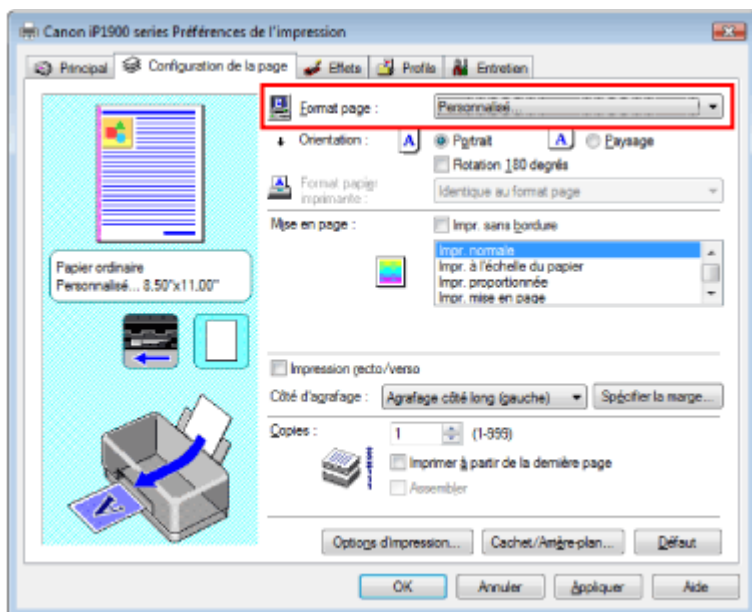 Canon iP1900 series Préférences de l'impression
Principal Configuration de la page Effets Profils Entretien
Format page : Personnalisé...
Orientation : A Portrait A Paysage
Rotation 180 degrés
Format papier imprimante : Identique au format page
Mise en page : Impr. sans bordure
Impr. normale
Impr. à l'échelle du papier
Impr. proportionnée
Impr. mise en page
Papier ordinaire
Personnalisé... 8.50"x11.00"
Impression recto/verso
Côté d'agrafage : Agrafage côté long (gauche) Spécifier la marge...
Copies : 1 (1-999)
Imprimer à partir de la dernière page
Assembler
Options d'impression... Cachet/Arrière-plan... Défaut
OK Annuler Appliquer Aide